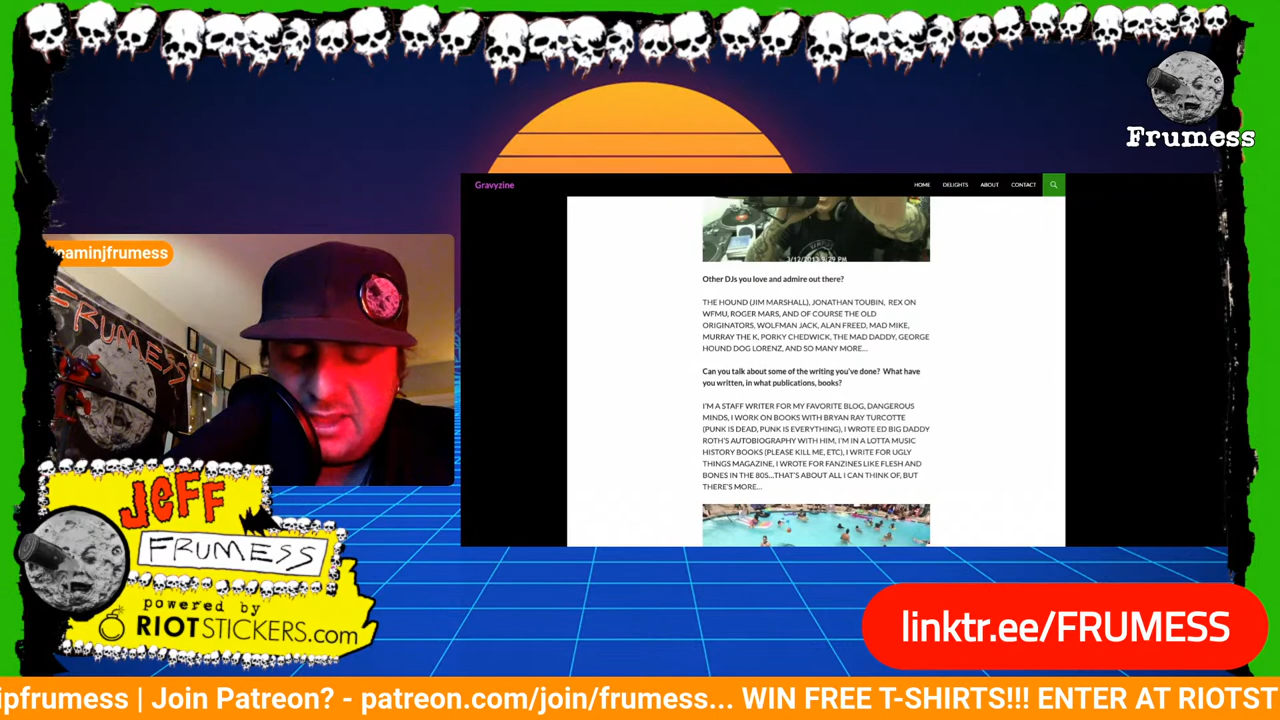 Frumess
Gravyzine
HOME DELIGHTS ABOUT CONTACT
3/12/2013 9:29 PM
Other DJs you love and admire out there?
THE HOUND (JIM MARSHALL), JONATHAN TOUBIN, REX ON
WFMU, ROGER MARS, AND OF COURSE THE OLD
ORIGINATORS, WOLFMAN JACK, ALAN FREED, MAD MIKE,
MURRAY THE K, PORKY CHEDWICK, THE MAD DADDY, GEORGE
HOUND DOG LORENZ, AND SO MANY MORE…
Can you talk about some of the writing you've done? What have
you written, in what publications, books?
I'M A STAFF WRITER FOR MY FAVORITE BLOG, DANGEROUS
MINDS, I WORK ON BOOKS WITH BRYAN RAY TURCOTTE
(PUNK IS DEAD, PUNK IS EVERYTHING), I WROTE ED BIG DADDY
ROTH'S AUTOBIOGRAPHY WITH HIM, I'M IN A LOTTA MUSIC
HISTORY BOOKS (PLEASE KILL ME, ETC), I WRITE FOR UGLY
THINGS MAGAZINE, I WROTE FOR FANZINES LIKE FLESH AND
BONES IN THE 80S…THAT'S ABOUT ALL I CAN THINK OF, BUT
THERE'S MORE…
eaminjfrumess
FRUMESS
JeFF
FRUMESS
powered by
RIOTSTICKERS.com
linktr.ee/FRUMESS
ipfrumess | Join Patreon? - patreon.com/join/frumess... WIN FREE T-SHIRTS!!! ENTER AT RIOTST